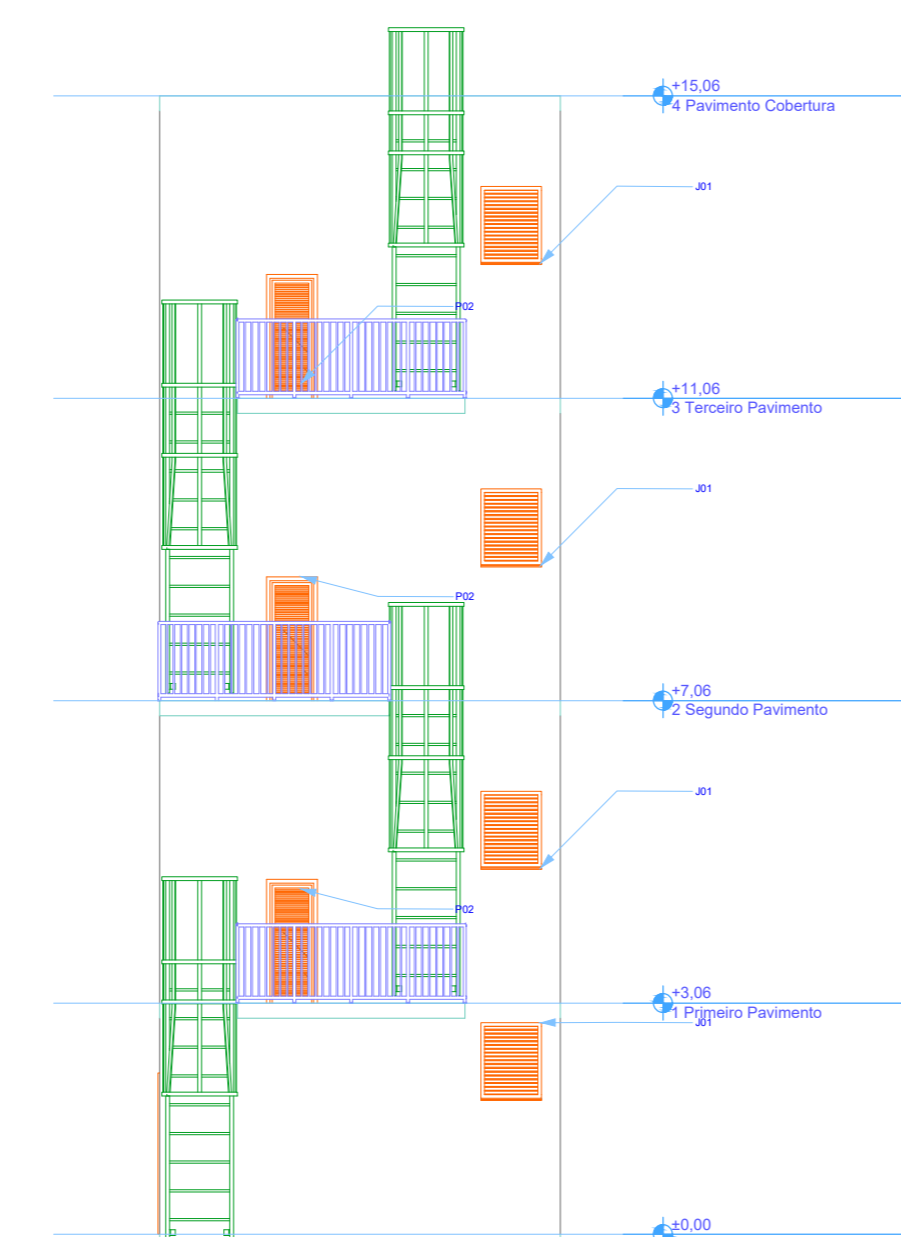 +15,06
4 Pavimento Cobertura
J01
P02
+11,06
3 Terceiro Pavimento
J01
P02
+7,06
2 Segundo Pavimento
J01
P02
+3,06
1 Primeiro Pavimento
J01
±0,00